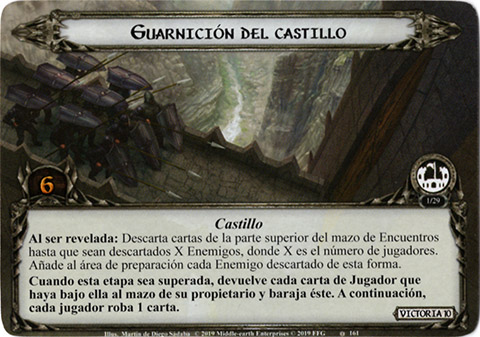 Guarnición del castillo
6
1/29
Castillo
Al ser revelada: Descarta cartas de la parte superior del mazo de Encuentros
hasta que sean descartados X Enemigos, donde X es el número de jugadores.
Añade al área de preparación cada Enemigo descartado de esta forma.
Cuando esta etapa sea superada, devuelve cada carta de Jugador que
haya bajo ella al mazo de su propietario y baraja éste. A continuación,
cada jugador roba 1 carta.
VICTORIA 10
Illus. Martín de Diego Sádaba © 2019 Middle-earth Enterprises © 2019 FFG 161